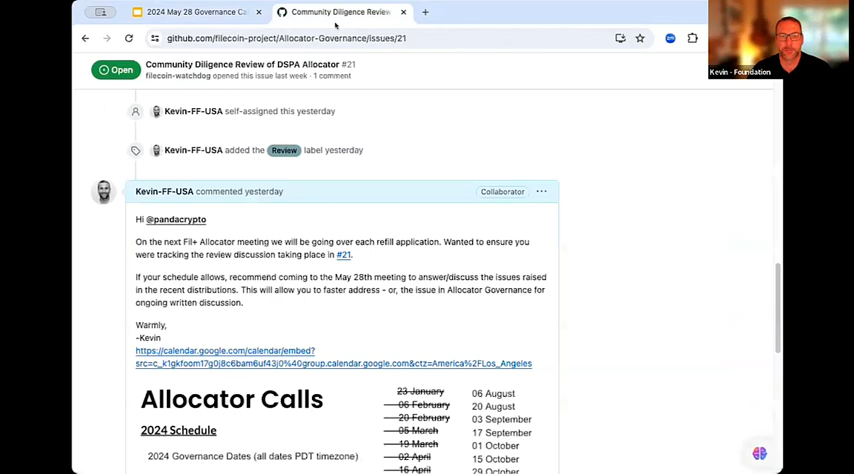 2024 May 28 Governance Ca
Community Diligence Review
github.com/filecoin-project/Allocator-Governance/issues/21
Kevin - Foundation
Open
Community Diligence Review of DSPA Allocator #21
filecoin-watchdog opened this issue last week · 1 comment
Kevin-FF-USA self-assigned this yesterday
Kevin-FF-USA added the Review label yesterday
Kevin-FF-USA commented yesterday
Collaborator
Hi @pandacrypto
On the next Fil+ Allocator meeting we will be going over each refill application. Wanted to ensure you
were tracking the review discussion taking place in #21.
If your schedule allows, recommend coming to the May 28th meeting to answer/discuss the issues raised
in the recent distributions. This will allow you to faster address - or, the issue in Allocator Governance for
ongoing written discussion.
Warmly,
-Kevin
https://calendar.google.com/calendar/embed?
src=c_k1gkfoom17g0j8c6bam6uf43j0%40group.calendar.google.com&ctz=America%2FLos_Angeles
Allocator Calls
2024 Schedule
2024 Governance Dates (all dates PDT timezone)
23 January
06 February
20 February
05 March
19 March
02 April
16 April
06 August
20 August
03 September
17 September
01 October
15 October
29 October